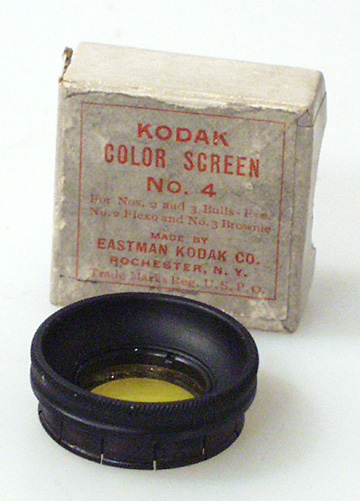 KODAK
COLOR SCREEN
No. 4
For Nos. 2 and 3 Bulls-Eye,
No. 2 Flexo and No. 3 Brownie
MADE BY
EASTMAN KODAK CO.
ROCHESTER, N. Y.
Trade Marks Reg. U. S. P. O.